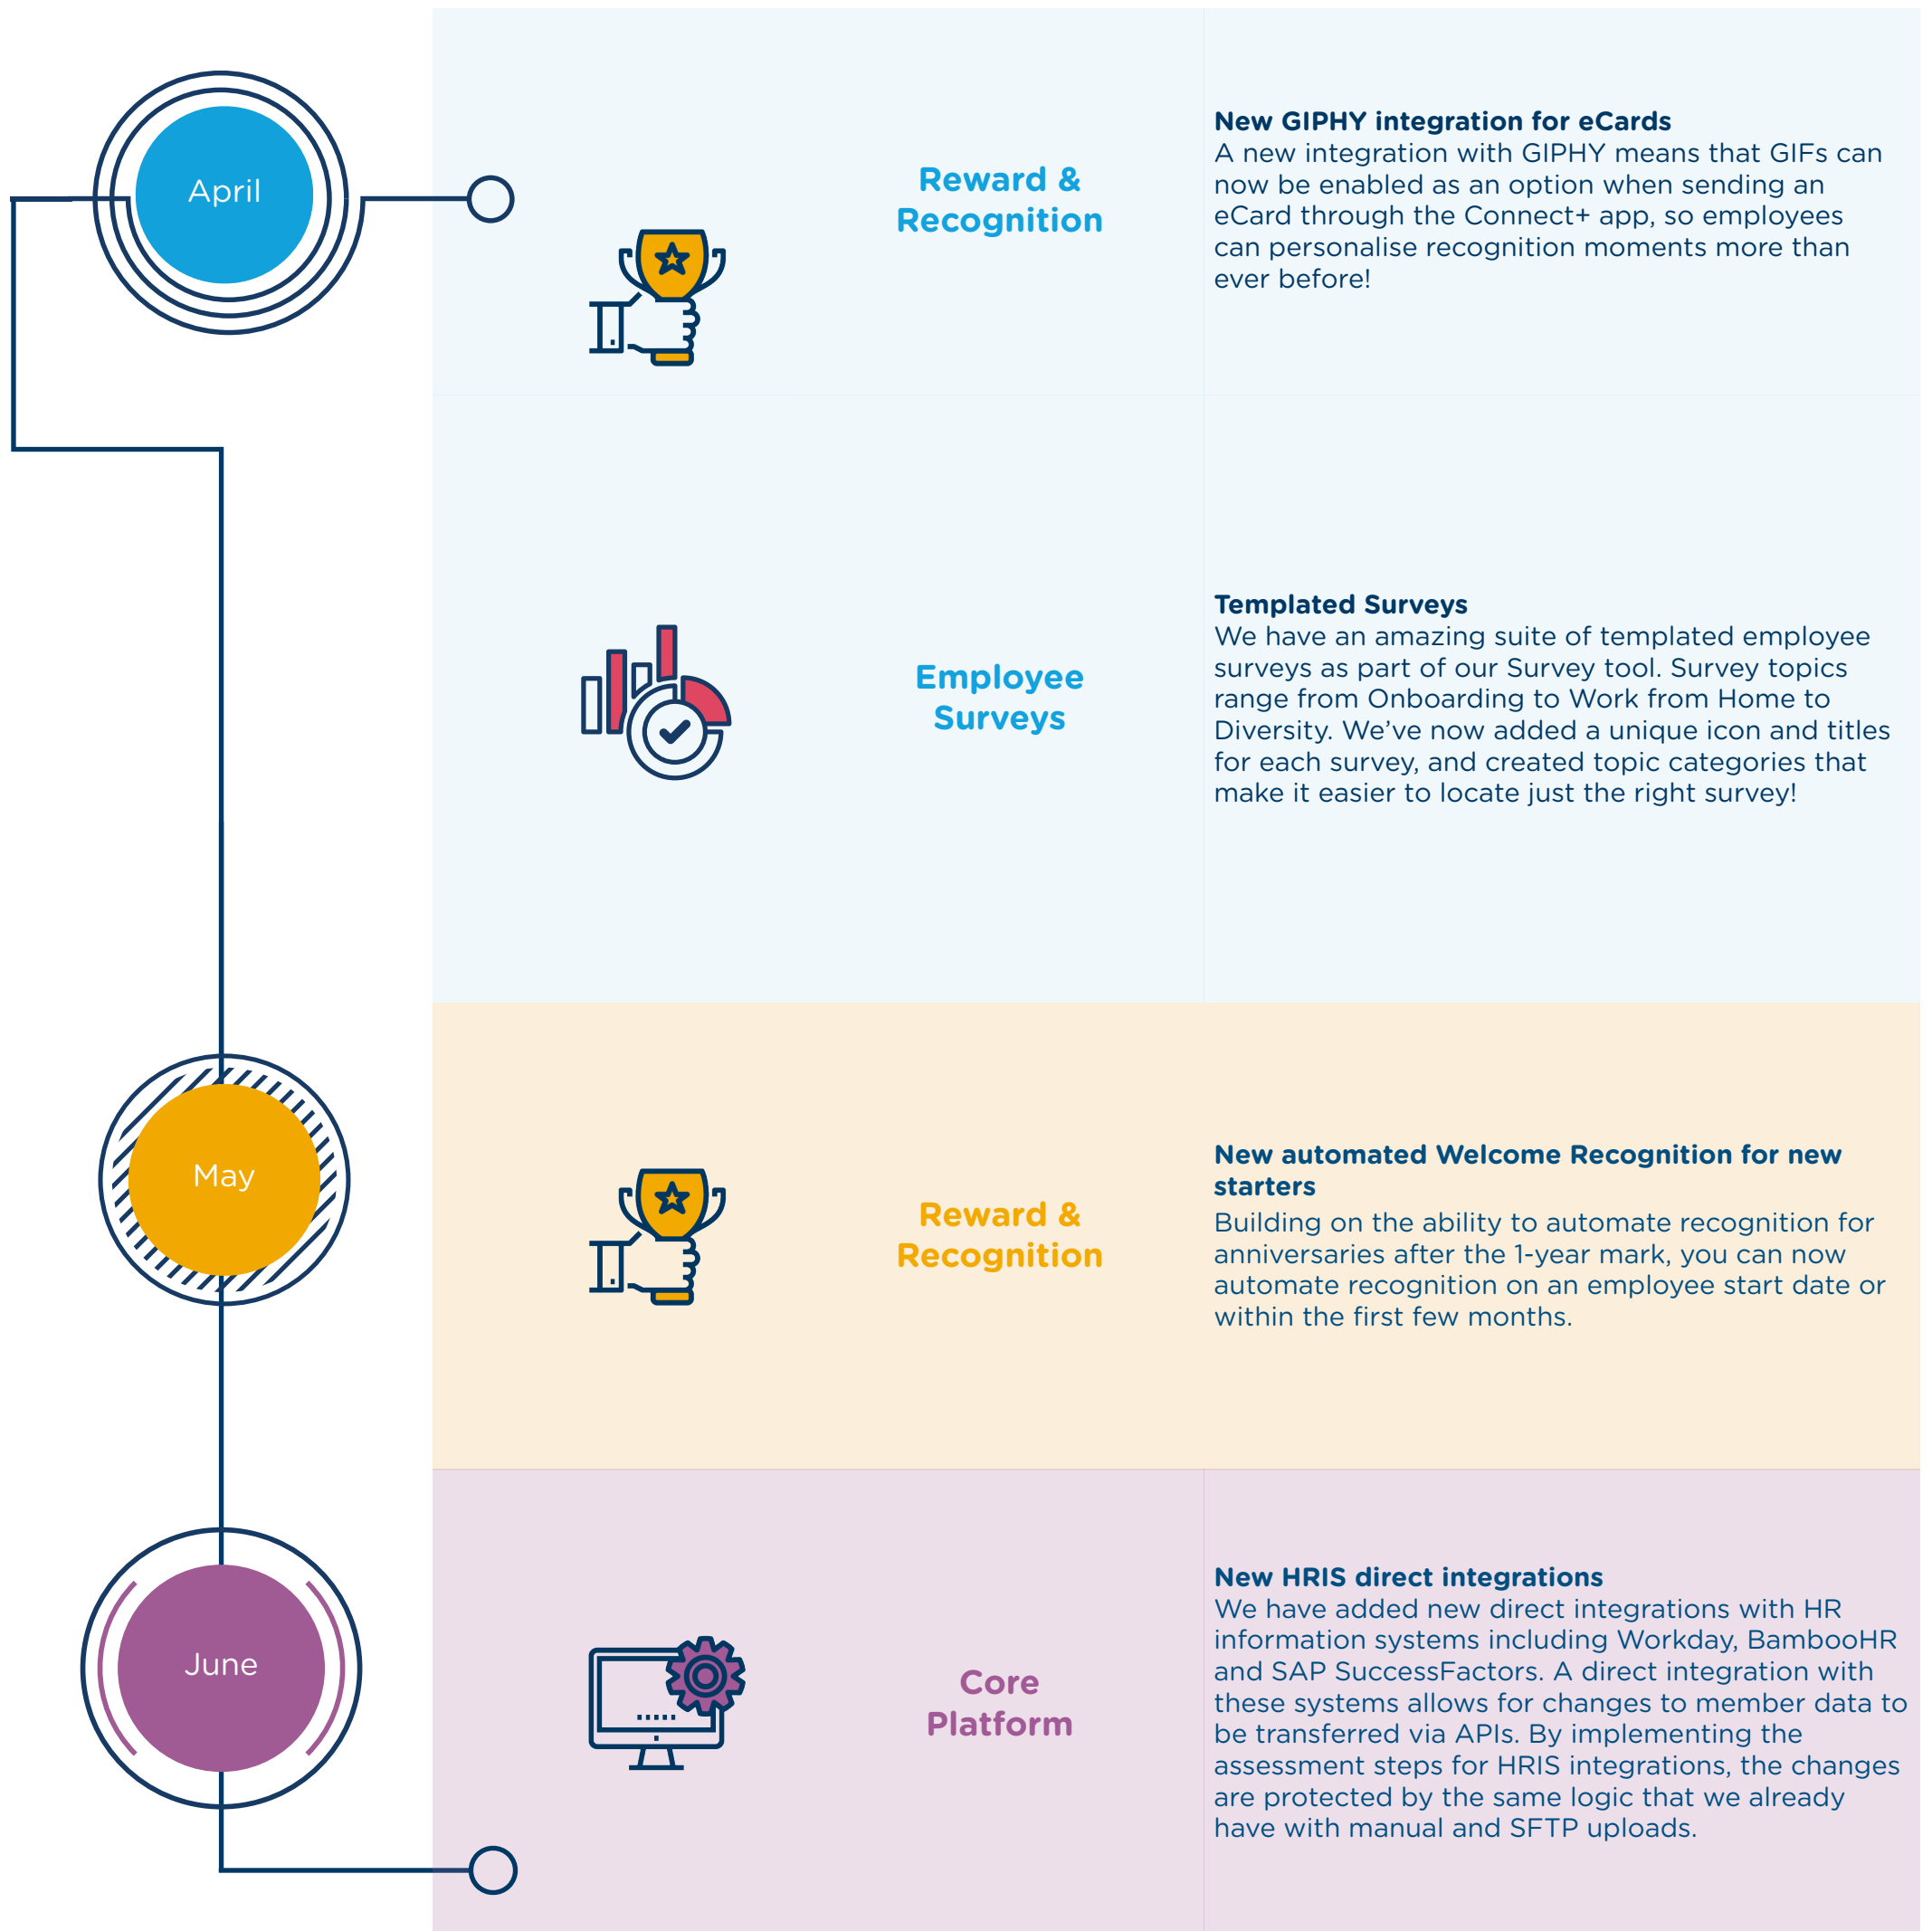 April
Reward &
Recognition
New GIPHY integration for eCards
A new integration with GIPHY means that GIFs can
now be enabled as an option when sending an
eCard through the Connect+ app, so employees
can personalise recognition moments more than
ever before!
Employee
Surveys
Templated Surveys
We have an amazing suite of templated employee
surveys as part of our Survey tool. Survey topics
range from Onboarding to Work from Home to
Diversity. We’ve now added a unique icon and titles
for each survey, and created topic categories that
make it easier to locate just the right survey!
May
Reward &
Recognition
New automated Welcome Recognition for new
starters
Building on the ability to automate recognition for
anniversaries after the 1-year mark, you can now
automate recognition on an employee start date or
within the first few months.
June
Core
Platform
New HRIS direct integrations
We have added new direct integrations with HR
information systems including Workday, BambooHR
and SAP SuccessFactors. A direct integration with
these systems allows for changes to member data to
be transferred via APIs. By implementing the
assessment steps for HRIS integrations, the changes
are protected by the same logic that we already
have with manual and SFTP uploads.